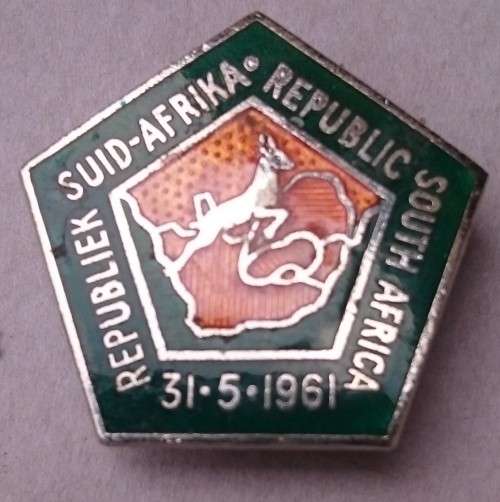 REPUBLIEK SUID-AFRIKA • REPUBLIC SOUTH AFRICA
31•5•1961